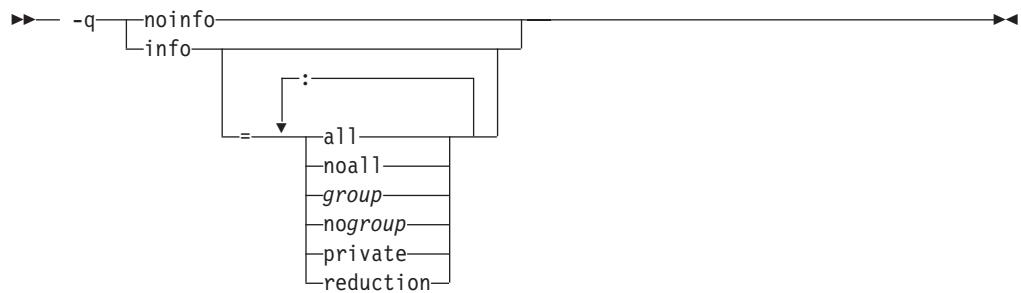 -q noinfo
info
:
= all
noall
group
nogroup
private
reduction